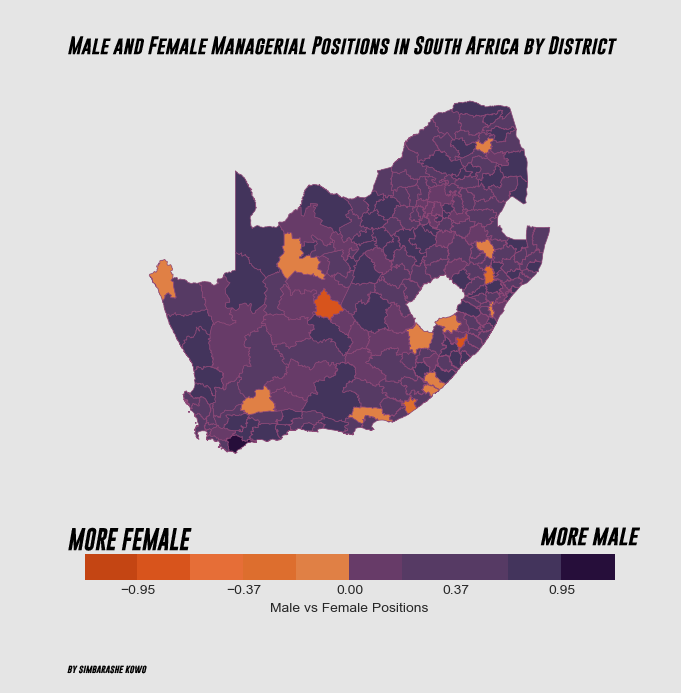 Male and Female Managerial Positions in South Africa by District
MORE FEMALE
MORE MALE
−0.95 −0.37 0.00 0.37 0.95
Male vs Female Positions
BY SIMBARASHE KOWO